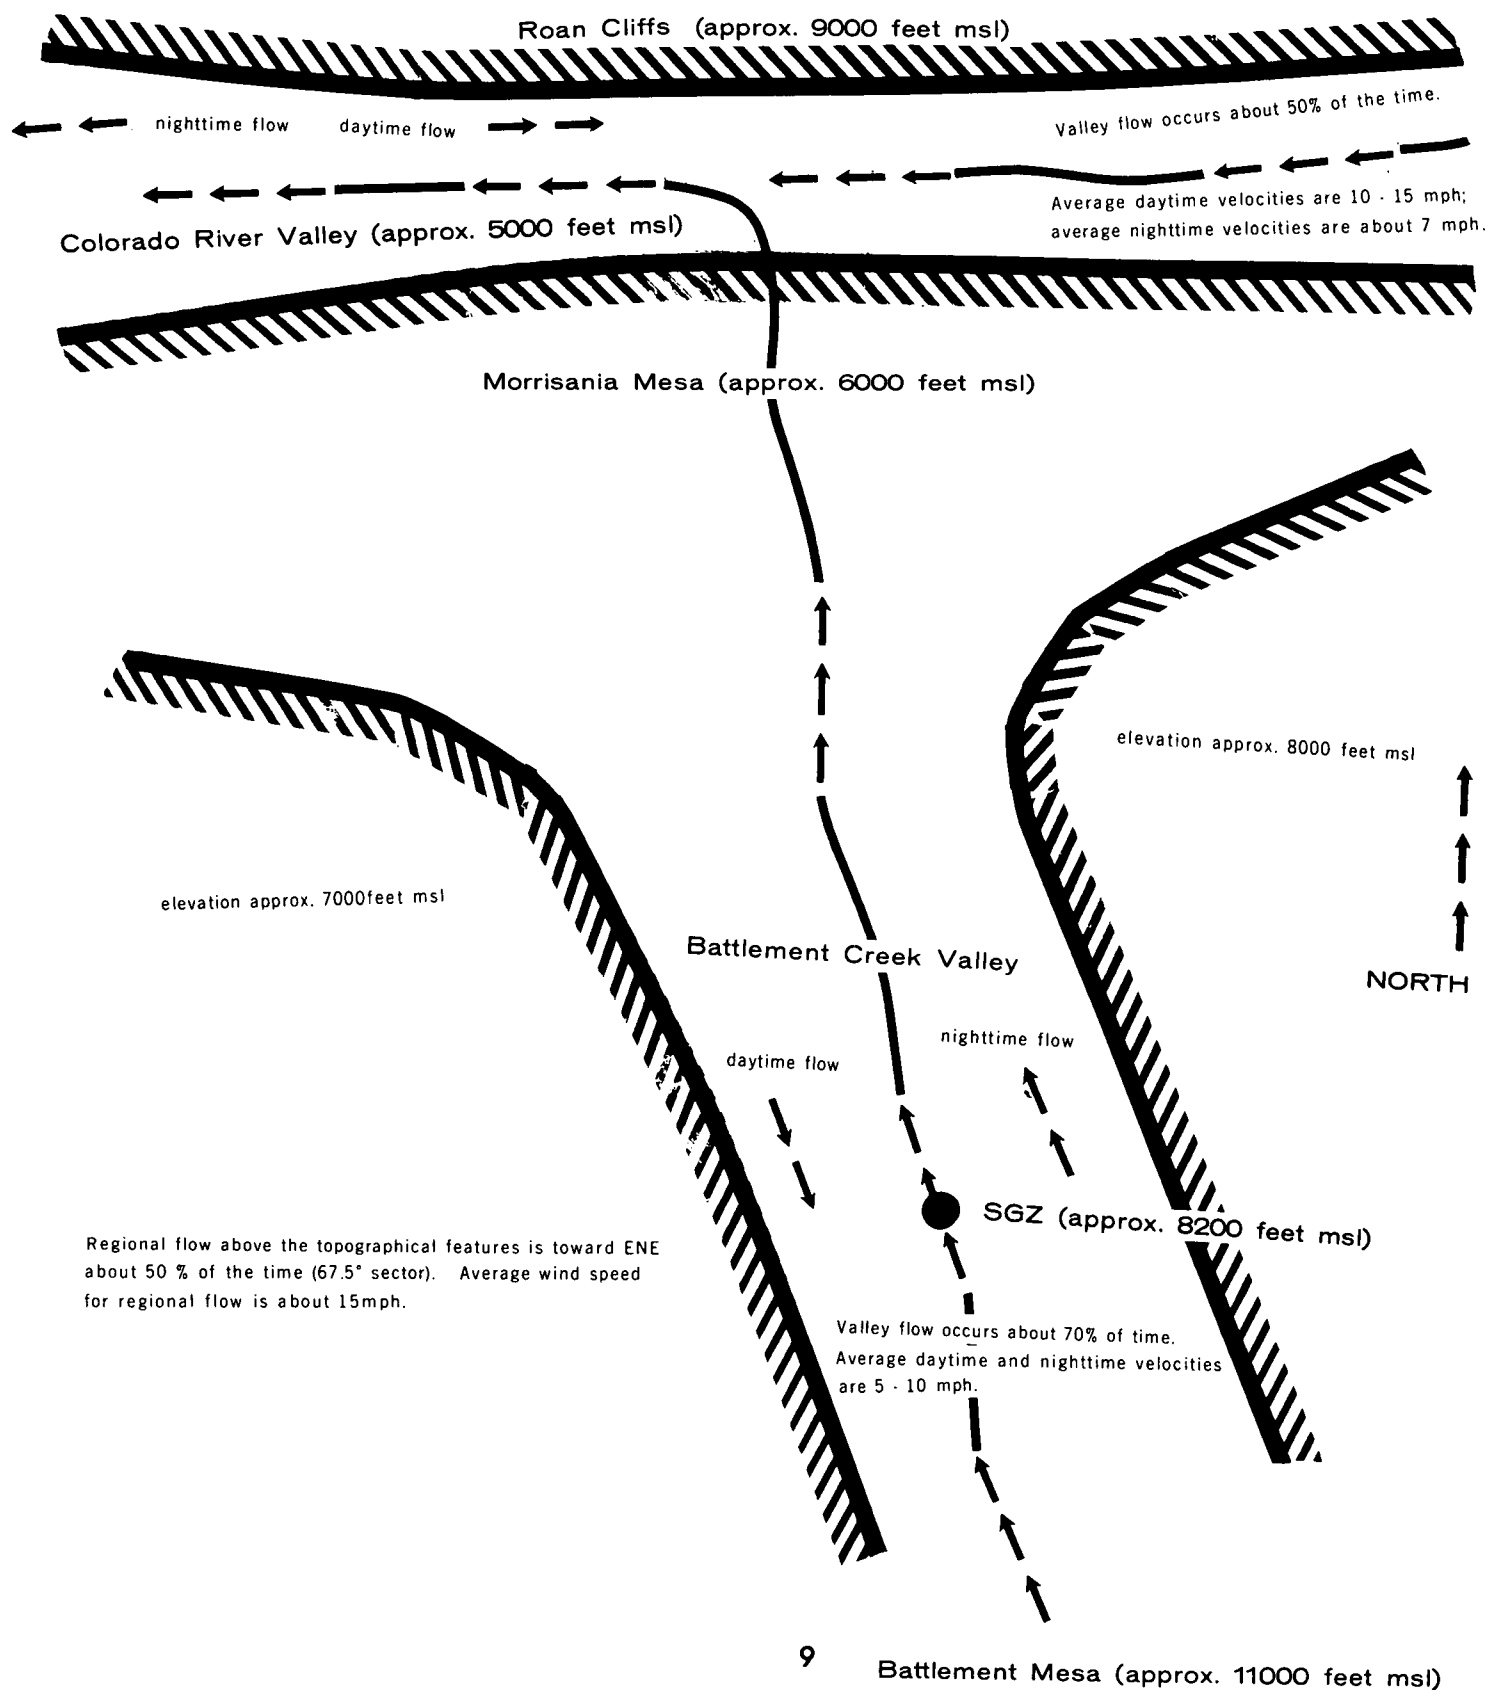 Roan Cliffs (approx. 9000 feet msl)
nighttime flow daytime flow
Valley flow occurs about 50% of the time.
Average daytime velocities are 10 - 15 mph;
average nighttime velocities are about 7 mph.
Colorado River Valley (approx. 5000 feet msl)
Morrisania Mesa (approx. 6000 feet msl)
elevation approx. 8000 feet msl
elevation approx. 7000feet msl
Battlement Creek Valley
NORTH
nighttime flow
daytime flow
SGZ (approx. 8200 feet msl)
Regional flow above the topographical features is toward ENE
about 50 % of the time (67.5° sector). Average wind speed
for regional flow is about 15mph.
Valley flow occurs about 70% of time.
Average daytime and nighttime velocities
are 5 - 10 mph.
9
Battlement Mesa (approx. 11000 feet msl)